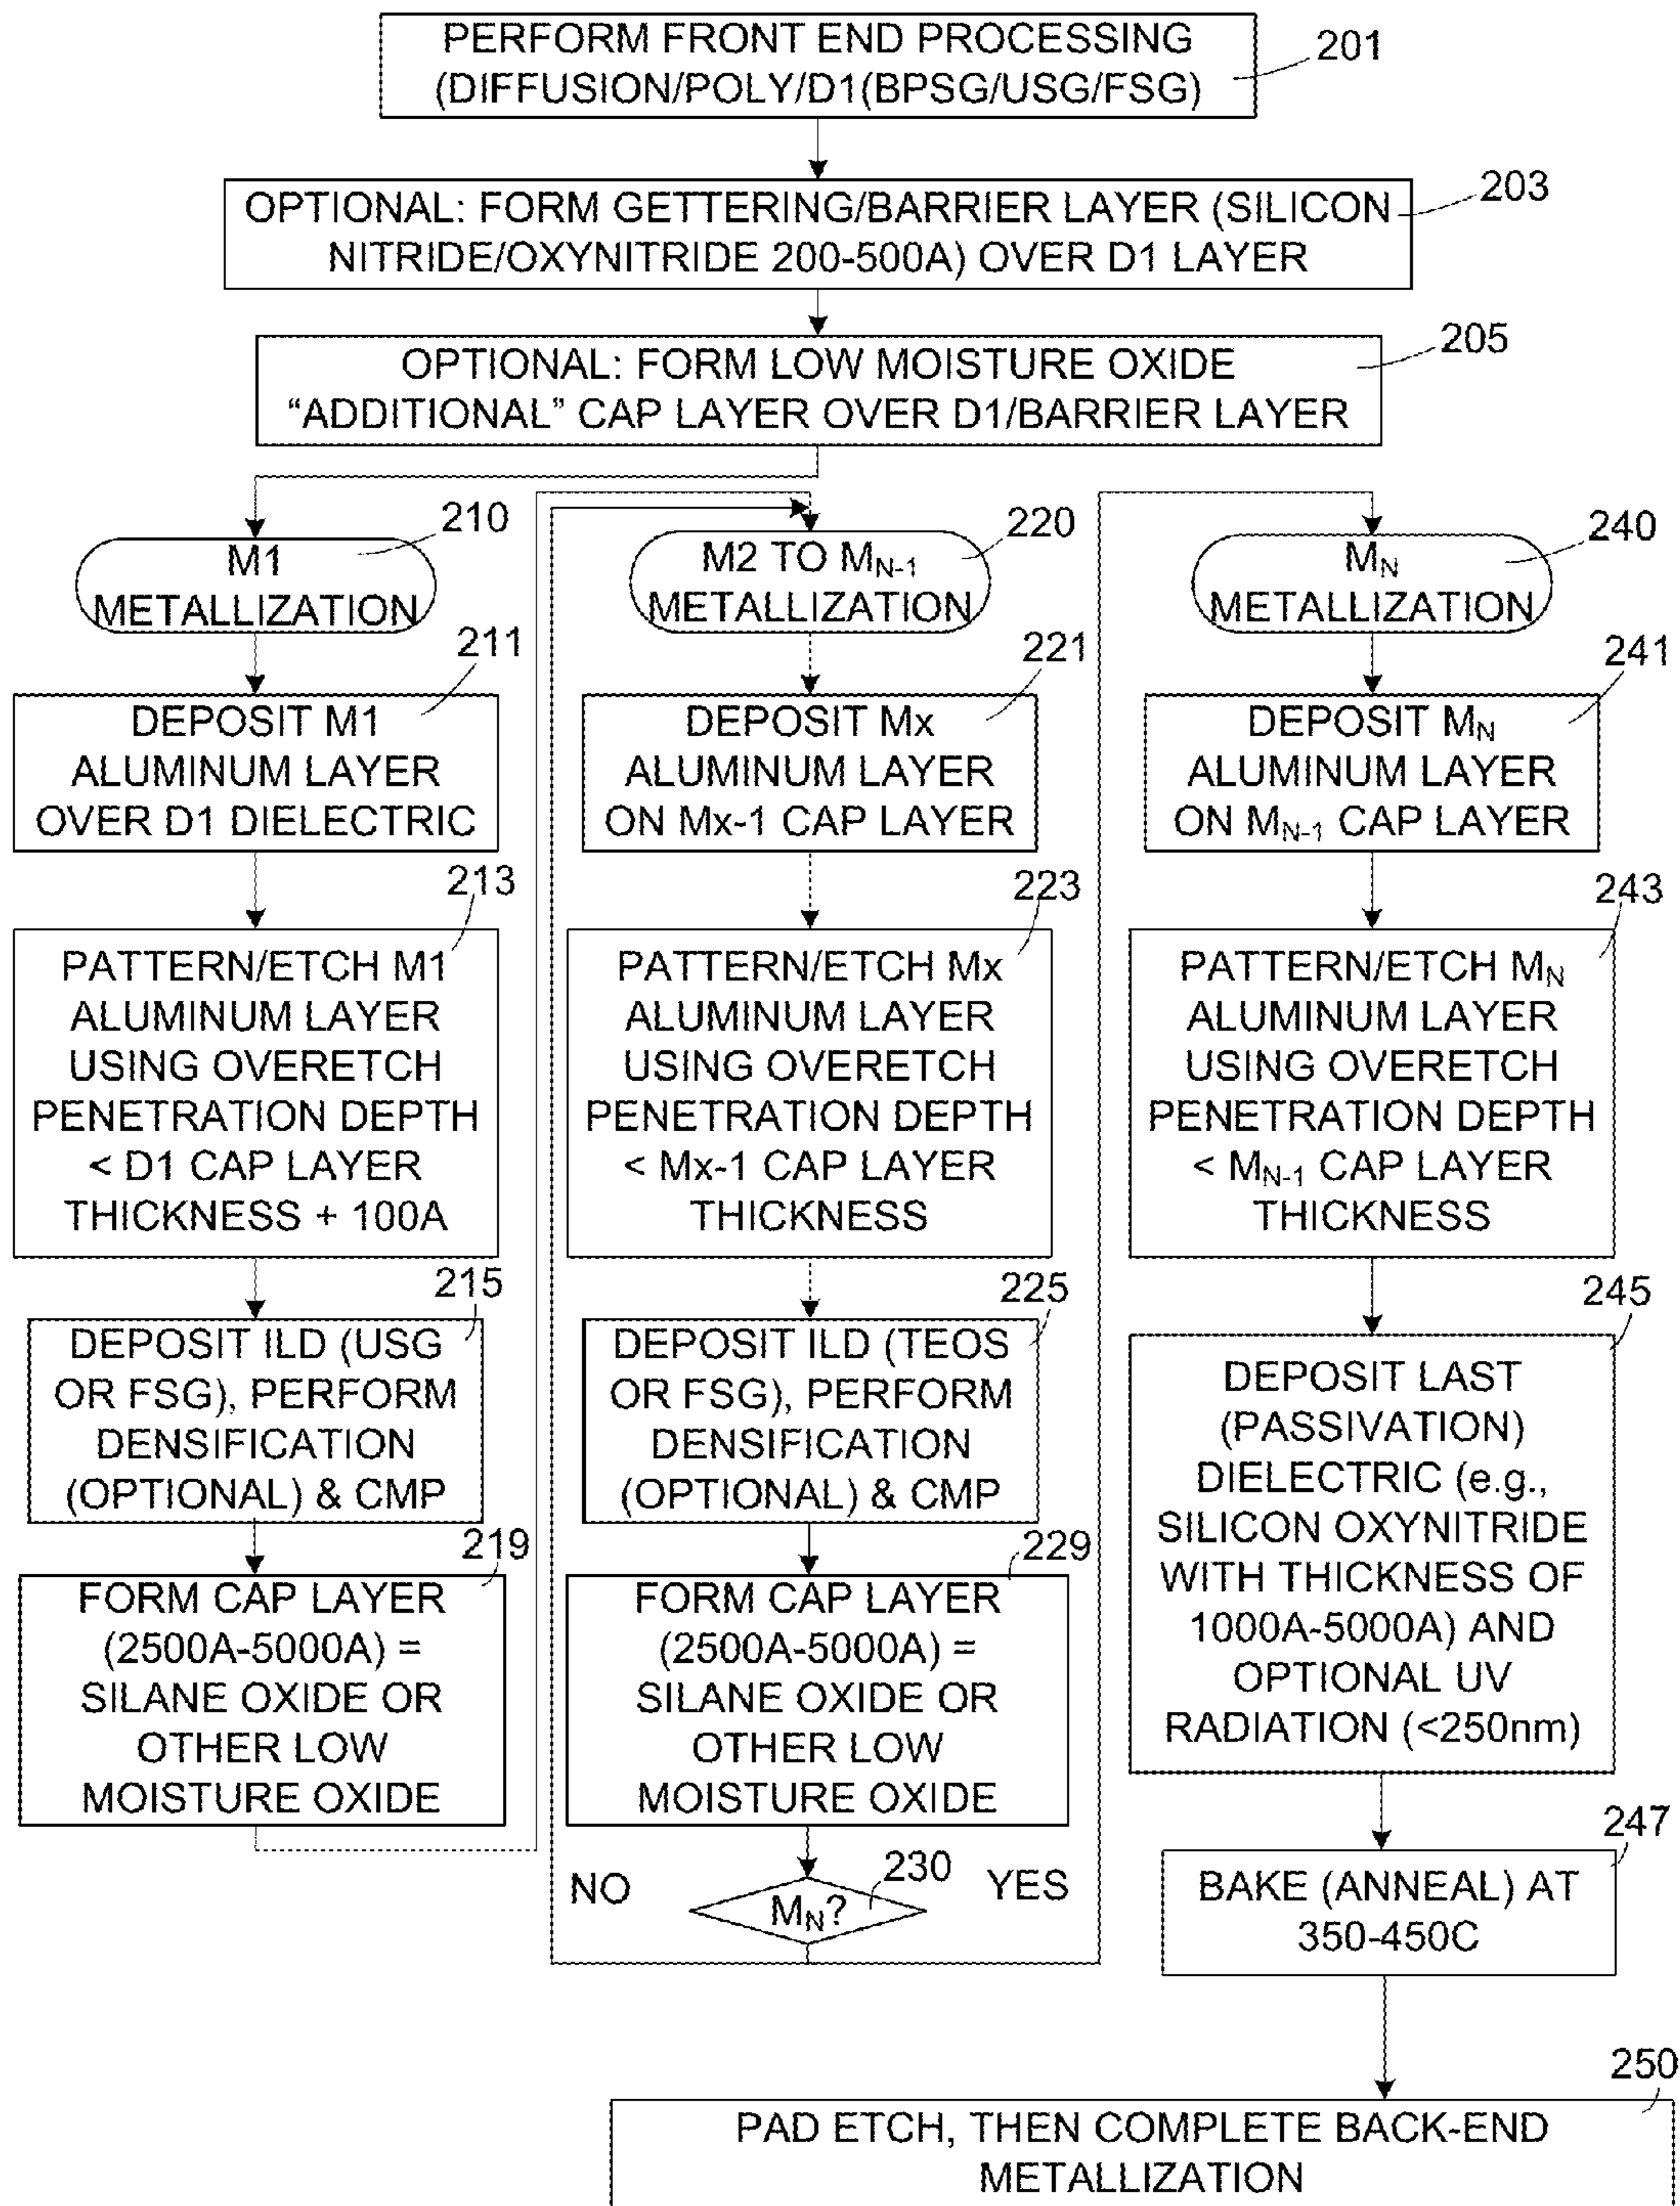 PERFORM FRONT END PROCESSING
(DIFFUSION/POLY/D1(BPSG/USG/FSG)
201
OPTIONAL: FORM GETTERING/BARRIER LAYER (SILICON
NITRIDE/OXYNITRIDE 200-500A) OVER D1 LAYER
203
OPTIONAL: FORM LOW MOISTURE OXIDE
“ADDITIONAL” CAP LAYER OVER D1/BARRIER LAYER
205
210
M1
METALLIZATION
211
DEPOSIT M1
ALUMINUM LAYER
OVER D1 DIELECTRIC
213
PATTERN/ETCH M1
ALUMINUM LAYER
USING OVERETCH
PENETRATION DEPTH
< D1 CAP LAYER
THICKNESS + 100A
215
DEPOSIT ILD (USG
OR FSG), PERFORM
DENSIFICATION
(OPTIONAL) & CMP
219
FORM CAP LAYER
(2500A-5000A) =
SILANE OXIDE OR
OTHER LOW
MOISTURE OXIDE
220
M2 TO MN-1
METALLIZATION
221
DEPOSIT Mx
ALUMINUM LAYER
ON Mx-1 CAP LAYER
223
PATTERN/ETCH Mx
ALUMINUM LAYER
USING OVERETCH
PENETRATION DEPTH
< Mx-1 CAP LAYER
THICKNESS
225
DEPOSIT ILD (TEOS
OR FSG), PERFORM
DENSIFICATION
(OPTIONAL) & CMP
229
FORM CAP LAYER
(2500A-5000A) =
SILANE OXIDE OR
OTHER LOW
MOISTURE OXIDE
230
NO
MN?
YES
240
MN
METALLIZATION
241
DEPOSIT MN
ALUMINUM LAYER
ON MN-1 CAP LAYER
243
PATTERN/ETCH MN
ALUMINUM LAYER
USING OVERETCH
PENETRATION DEPTH
< MN-1 CAP LAYER
THICKNESS
245
DEPOSIT LAST
(PASSIVATION)
DIELECTRIC (e.g.,
SILICON OXYNITRIDE
WITH THICKNESS OF
1000A-5000A) AND
OPTIONAL UV
RADIATION (<250nm)
247
BAKE (ANNEAL) AT
350-450C
250
PAD ETCH, THEN COMPLETE BACK-END
METALLIZATION